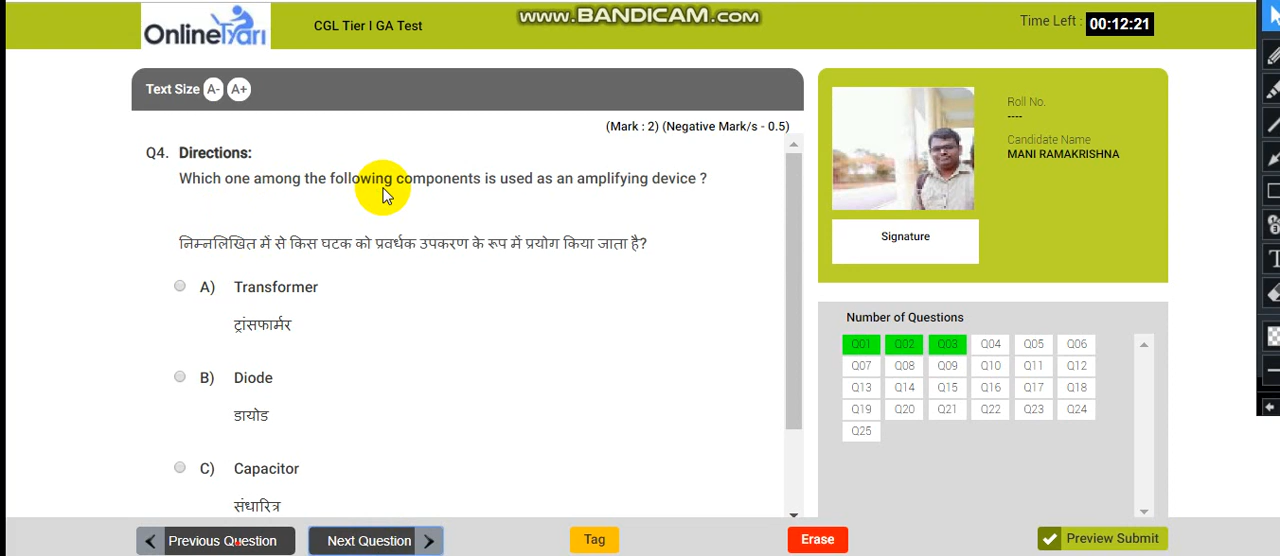 www.BANDICAM.com
OnlineTyari
CGL Tier I GA Test
Time Left : 00:12:21
Text Size A- A+
(Mark : 2) (Negative Mark/s - 0.5)
Q4. Directions:
Which one among the following components is used as an amplifying device ?
निम्नलिखित में से किस घटक को प्रवर्धक उपकरण के रूप में प्रयोग किया जाता है?
A) Transformer
ट्रांसफार्मर
B) Diode
डायोड
C) Capacitor
संधारित्र
Previous Question
Next Question
Tag
Erase
Roll No.
----
Candidate Name
MANI RAMAKRISHNA
Signature
Number of Questions
Q01 Q02 Q03 Q04 Q05 Q06
Q07 Q08 Q09 Q10 Q11 Q12
Q13 Q14 Q15 Q16 Q17 Q18
Q19 Q20 Q21 Q22 Q23 Q24
Q25
Preview Submit